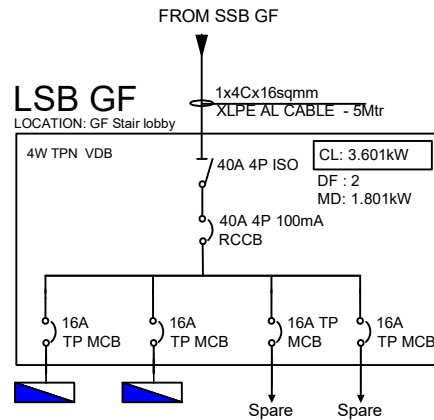 FROM SSB GF
LSB GF
LOCATION: GF Stair lobby
1x4Cx16sqmm
XLPE AL CABLE - 5Mtr
4W TPN VDB
CL: 3.601kW
DF : 2
MD: 1.801kW
40A 4P ISO
40A 4P 100mA
RCCB
16A
TP MCB
16A
TP MCB
16A TP
MCB
16A
TP MCB
Spare
Spare